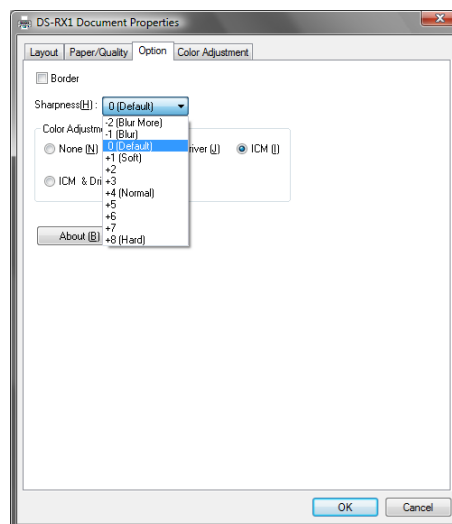 DS-RX1 Document Properties
Layout Paper/Quality Option Color Adjustment
Border
Sharpness(H) : 0 (Default)
-2 (Blur More)
-1 (Blur)
0 (Default)
+1 (Soft)
+2
+3
+4 (Normal)
+5
+6
+7
+8 (Hard)
Color Adjustm
None (N) river (J) ICM (I)
ICM & Dri
About (B)
OK Cancel